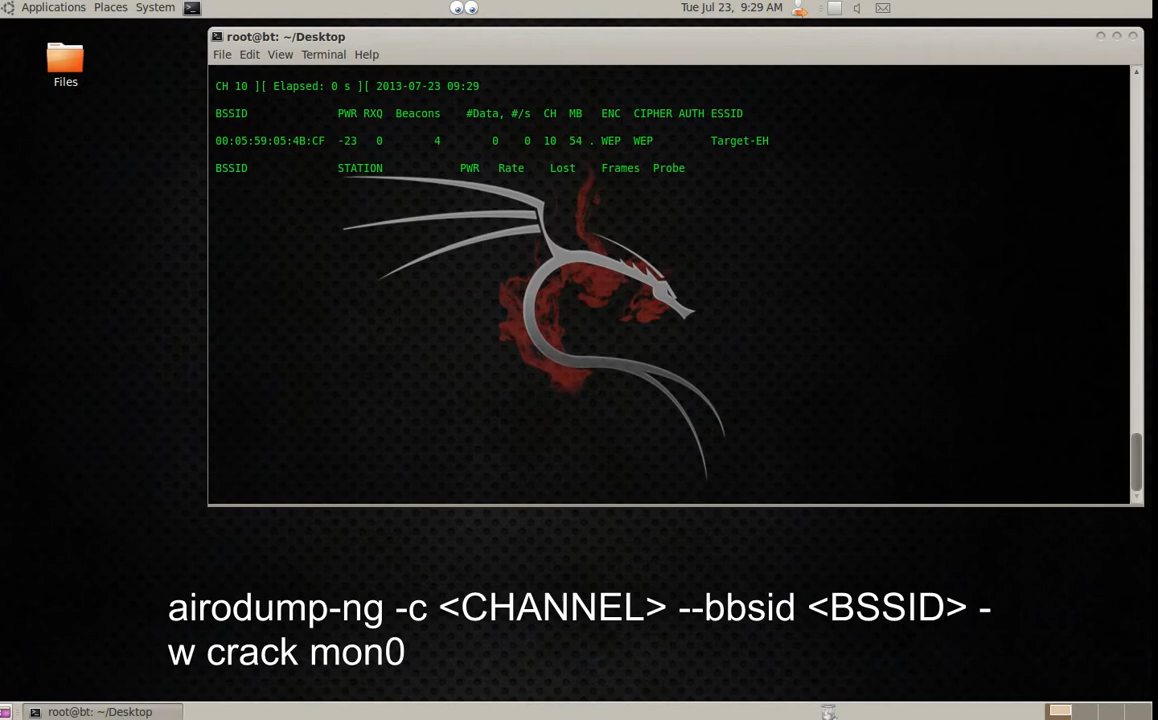 Applications Places System Tue Jul 23, 9:29 AM
Files
root@bt: ~/Desktop
File Edit View Terminal Help
CH 10 ][ Elapsed: 0 s ][ 2013-07-23 09:29
BSSID PWR RXQ Beacons #Data, #/s CH MB ENC CIPHER AUTH ESSID
00:05:59:05:4B:CF -23 0 4 0 0 10 54 . WEP WEP Target-EH
BSSID STATION PWR Rate Lost Frames Probe
airodump-ng -c <CHANNEL> --bbsid <BSSID> -
w crack mon0
root@bt: ~/Desktop